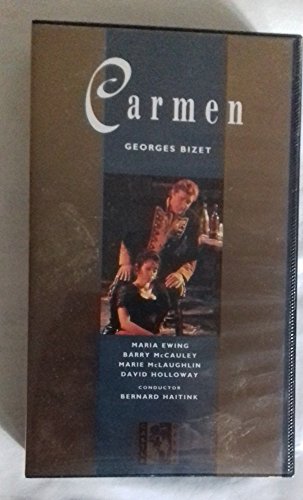 Carmen
GEORGES BIZET
MARIA EWING
BARRY McCAULEY
MARIE McLAUGHLIN
DAVID HOLLOWAY
CONDUCTOR
BERNARD HAITINK